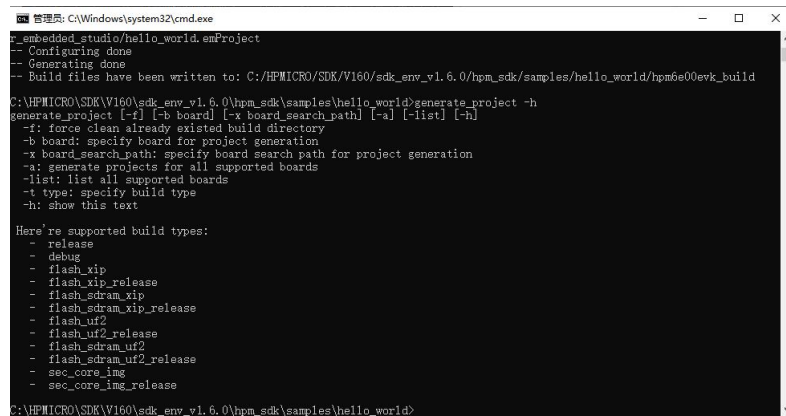 管理员: C:\Windows\system32\cmd.exe
r_embedded_studio/hello_world.emProject
-- Configuring done
-- Generating done
-- Build files have been written to: C:/HPMICRO/SDK/V160/sdk_env_v1.6.0/hpm_sdk/samples/hello_world/hpm6e00evk_build
C:\HPMICRO\SDK\V160\sdk_env_v1.6.0\hpm_sdk\samples\hello_world>generate_project -h
generate_project [-f] [-b board] [-x board_search_path] [-a] [-list] [-h]
-f: force clean already existed build directory
-b board: specify board for project generation
-x board_search_path: specify board search path for project generation
-a: generate projects for all supported boards
-list: list all supported boards
-t type: specify build type
-h: show this text
Here're supported build types:
- release
- debug
- flash_xip
- flash_xip_release
- flash_sdram_xip
- flash_sdram_xip_release
- flash_uf2
- flash_uf2_release
- flash_sdram_uf2
- flash_sdram_uf2_release
- sec_core_img
- sec_core_img_release
C:\HPMICRO\SDK\V160\sdk_env_v1.6.0\hpm_sdk\samples\hello_world>